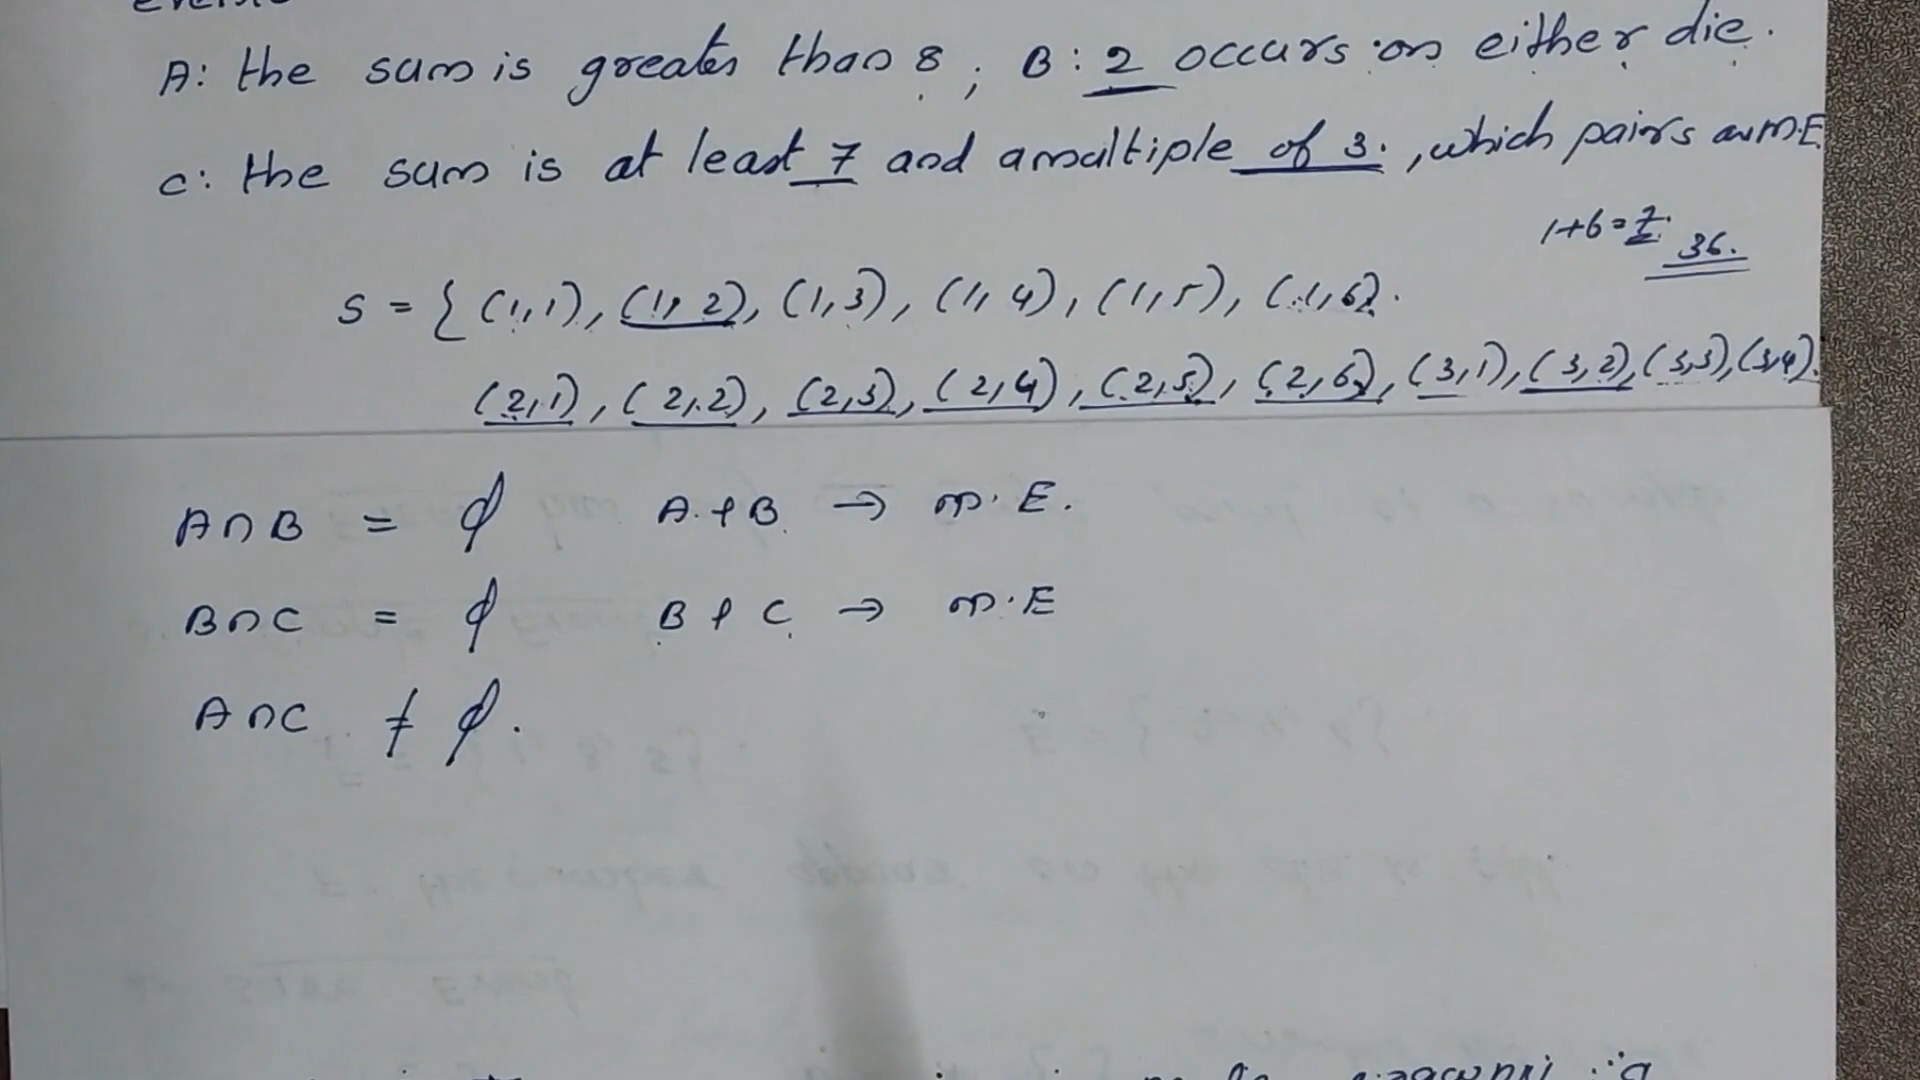 A: the sum is greater than 8 ; B : 2 occurs on either die.
C: the sum is at least 7 and a multiple of 3. , which pairs are M.E
1+6=7. 36.
S = { (1,1), (1, 2), (1,3), (1, 4), (1,5), (1,6).
(2,1), (2,2), (2,3), (2,4), (2,5), (2,6), (3,1), (3,2), (3,3), (3,4).
A∩B = ϕ A & B → M.E.
B∩C = ϕ B & C → M.E
A∩C ≠ ϕ.